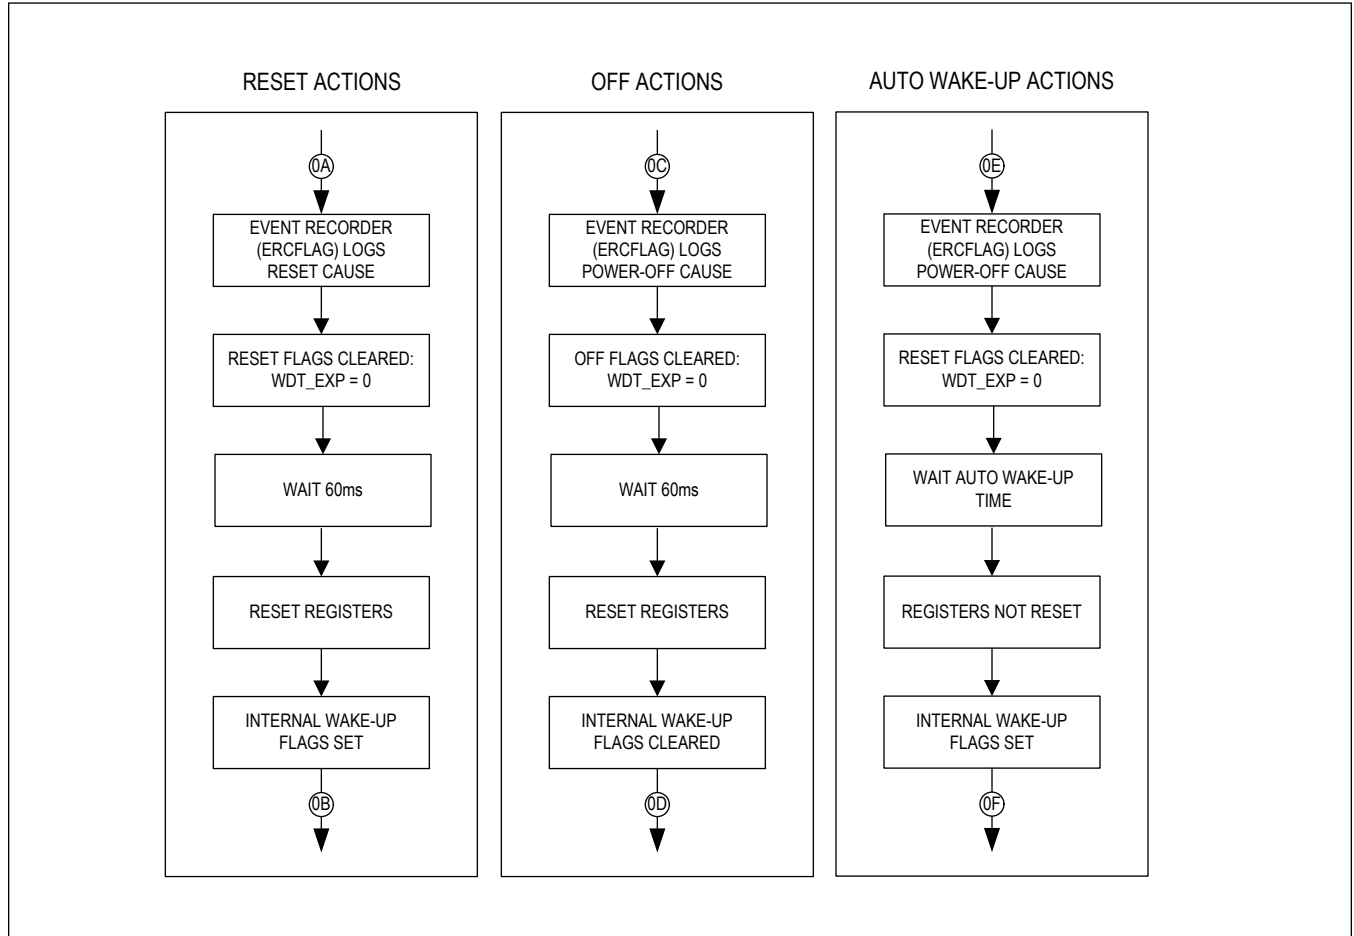 RESET ACTIONS
0A
EVENT RECORDER
(ERCFLAG) LOGS
RESET CAUSE
RESET FLAGS CLEARED:
WDT_EXP = 0
WAIT 60ms
RESET REGISTERS
INTERNAL WAKE-UP
FLAGS SET
0B
OFF ACTIONS
0C
EVENT RECORDER
(ERCFLAG) LOGS
POWER-OFF CAUSE
OFF FLAGS CLEARED:
WDT_EXP = 0
WAIT 60ms
RESET REGISTERS
INTERNAL WAKE-UP
FLAGS CLEARED
0D
AUTO WAKE-UP ACTIONS
0E
EVENT RECORDER
(ERCFLAG) LOGS
POWER-OFF CAUSE
RESET FLAGS CLEARED:
WDT_EXP = 0
WAIT AUTO WAKE-UP
TIME
REGISTERS NOT RESET
INTERNAL WAKE-UP
FLAGS SET
0F